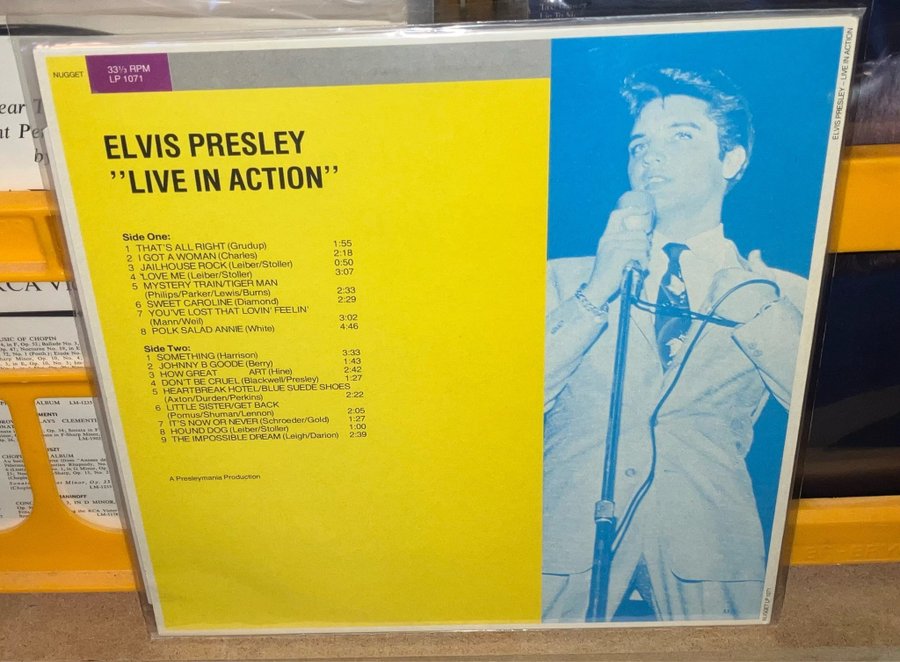 NUGGET
33⅓ RPM
LP 1071
ELVIS PRESLEY
"LIVE IN ACTION"
Side One:
1 THAT'S ALL RIGHT (Grudup) 1:55
2 I GOT A WOMAN (Charles) 2:18
3 JAILHOUSE ROCK (Leiber/Stoller) 0:50
4 'LOVE ME (Leiber/Stoller) 3:07
5 MYSTERY TRAIN/TIGER MAN
(Philips/Parker/Lewis/Burns) 2:33
6 SWEET CAROLINE (Diamond) 2:29
7 YOU'VE LOST THAT LOVIN' FEELIN'
(Mann/Weil) 3:02
8 POLK SALAD ANNIE (White) 4:46
Side Two:
1 SOMETHING (Harrison) 3:33
2 JOHNNY B GOODE (Berry) 1:43
3 HOW GREAT ART (Hine) 2:42
4 DON'T BE CRUEL (Blackwell/Presley) 1:27
5 HEARTBREAK HOTEL/BLUE SUEDE SHOES
(Axton/Durden/Perkins) 2:22
6 LITTLE SISTER/GET BACK
(Pomus/Shuman/Lennon) 2:05
7 IT'S NOW OR NEVER (Schroeder/Gold) 1:27
8 HOUND DOG (Leiber/Stoller) 1:00
9 THE IMPOSSIBLE DREAM (Leigh/Darion) 2:39
A Presleymania Production
ELVIS PRESLEY – LIVE IN ACTION
NUGGET LP 1071